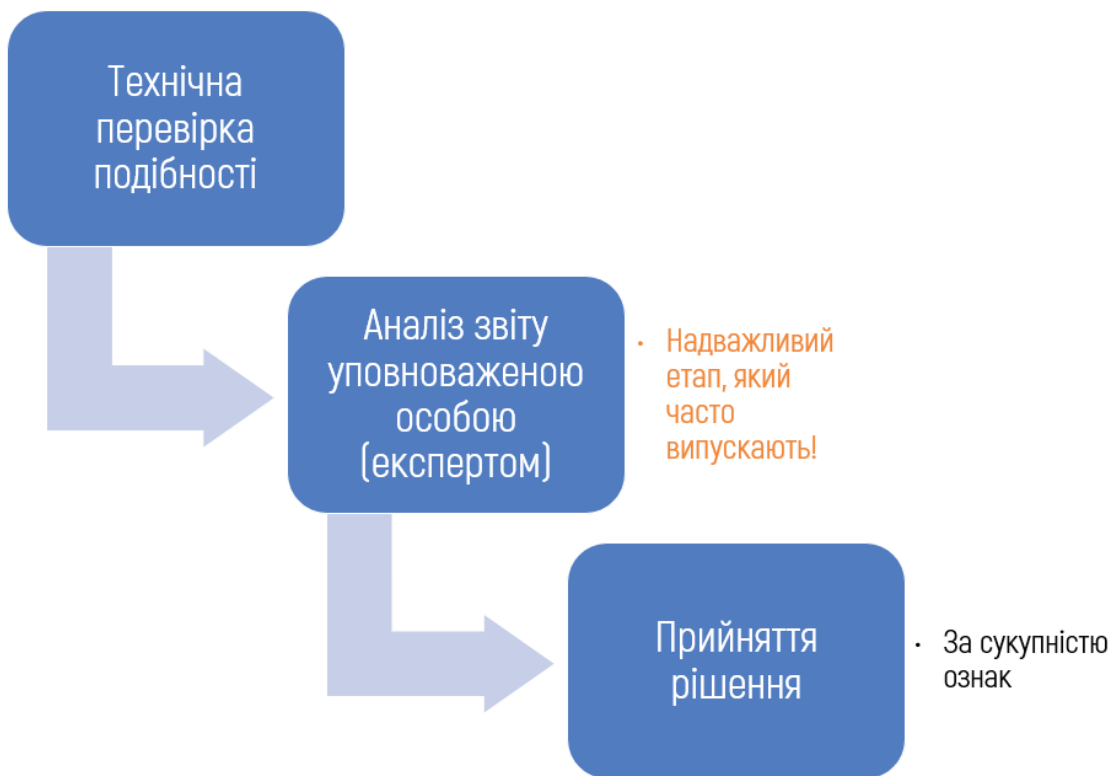 Технічна
перевірка
подібності
Аналіз звіту
уповноваженою
особою
(експертом)
· Надважливий
етап, який
часто
випускають!
Прийняття
рішення
· За сукупністю
ознак